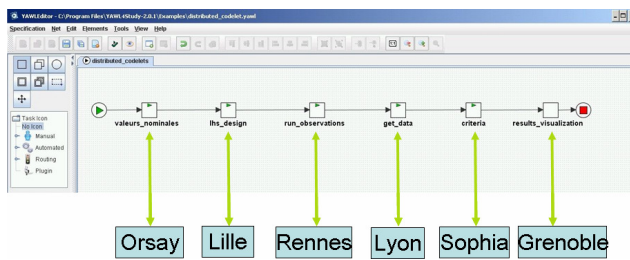 YAWLEditor - C:\Program Files\YAWL4Study-2.0.1\Examples\distributed_codelet.yawl
Specification Net Edit Elements Tools View Help
distributed_codelets
Task Icon
No Icon
Manual
Automated
Routing
Plugin
valeurs_nominales lhs_design run_observations get_data criteria results_visualization
Orsay Lille Rennes Lyon Sophia Grenoble